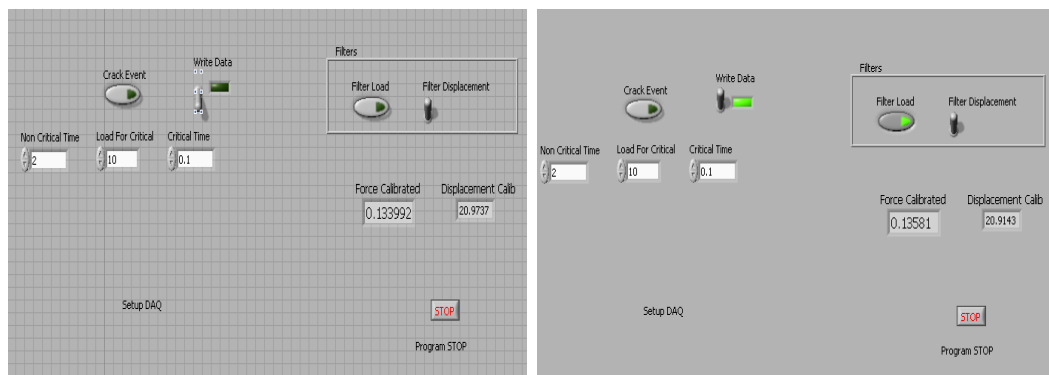 Filters
Write Data
Crack Event
Filter Load
Filter Displacement
Non Critical Time
Load For Critical
Critical Time
2
10
0.1
Force Calibrated
Displacement Calib
0.133992
20.9737
Setup DAQ
STOP
Program STOP
Filters
Write Data
Crack Event
Filter Load
Filter Displacement
Non Critical Time
Load For Critical
Critical Time
2
10
0.1
Force Calibrated
Displacement Calib
0.13581
20.9143
Setup DAQ
STOP
Program STOP